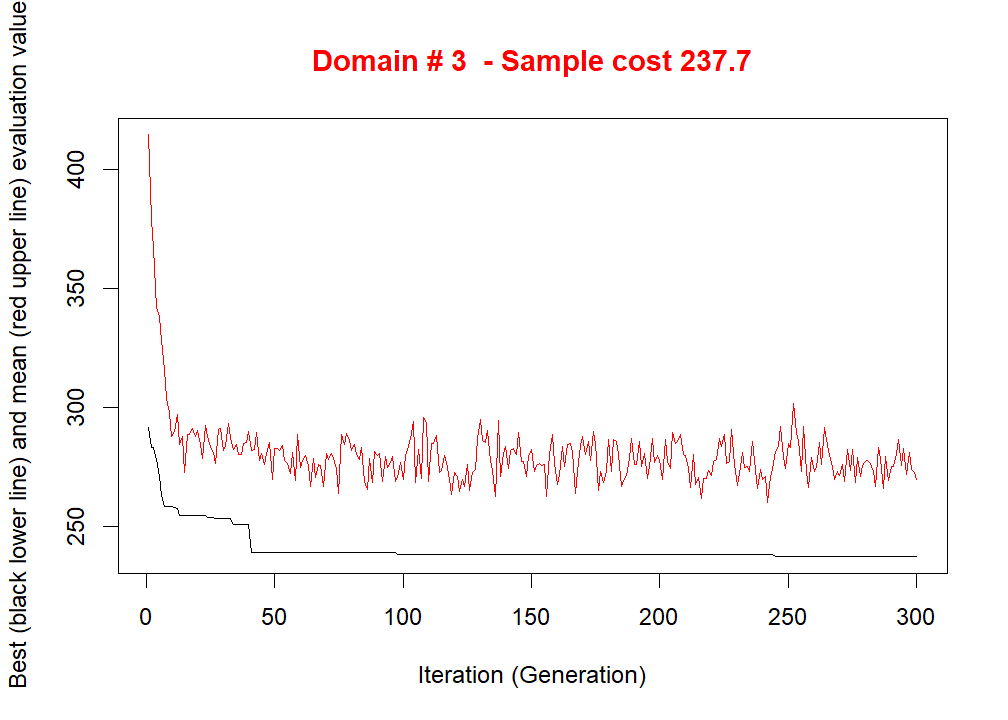 Domain # 3  - Sample cost 237.7
Best (black lower line) and mean (red upper line) evaluation value
400
350
300
250
0 50 100 150 200 250 300
Iteration (Generation)